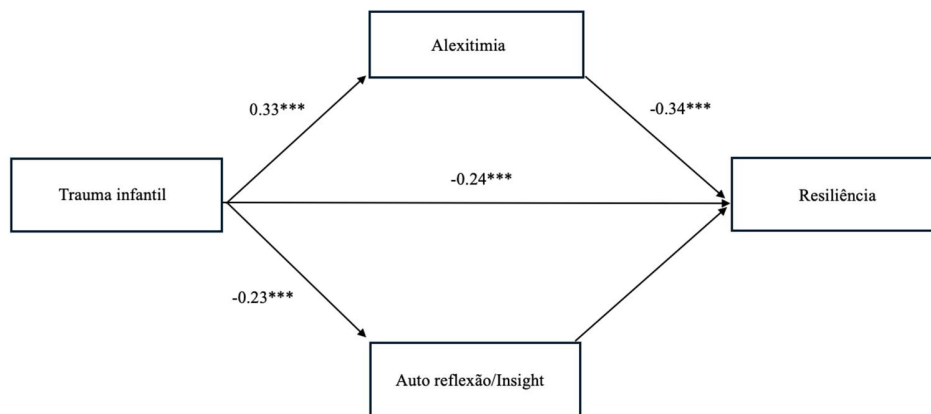 Alexitimia
0.33***
-0.34***
Trauma infantil
-0.24***
Resiliência
-0.23***
Auto reflexão/Insight